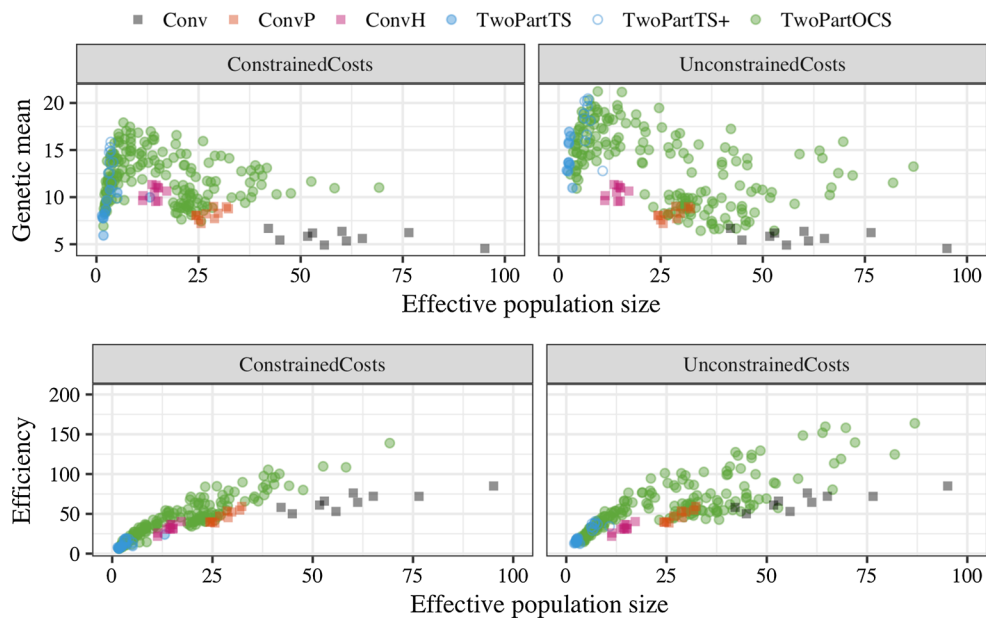 Conv ConvP ConvH TwoPartTS TwoPartTS+ TwoPartOCS
ConstrainedCosts UnconstrainedCosts
Genetic mean
20
15
10
5
0 25 50 75 100 0 25 50 75 100
Effective population size
ConstrainedCosts UnconstrainedCosts
Efficiency
200
150
100
50
0
0 25 50 75 100 0 25 50 75 100
Effective population size